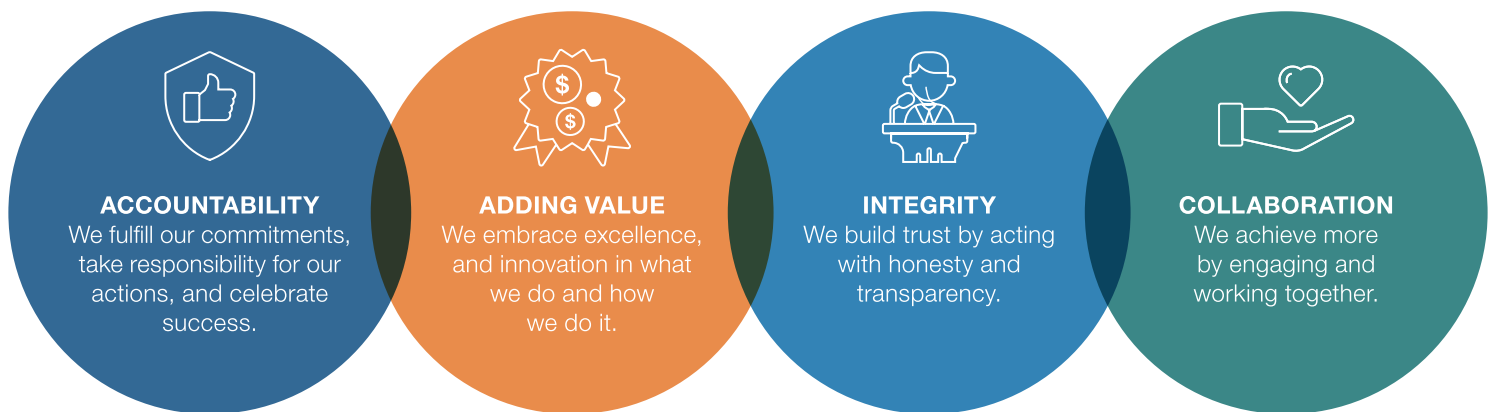 ACCOUNTABILITY
We fulfill our commitments,
take responsibility for our
actions, and celebrate
success.
$
$
ADDING VALUE
We embrace excellence,
and innovation in what
we do and how
we do it.
INTEGRITY
We build trust by acting
with honesty and
transparency.
COLLABORATION
We achieve more
by engaging and
working together.